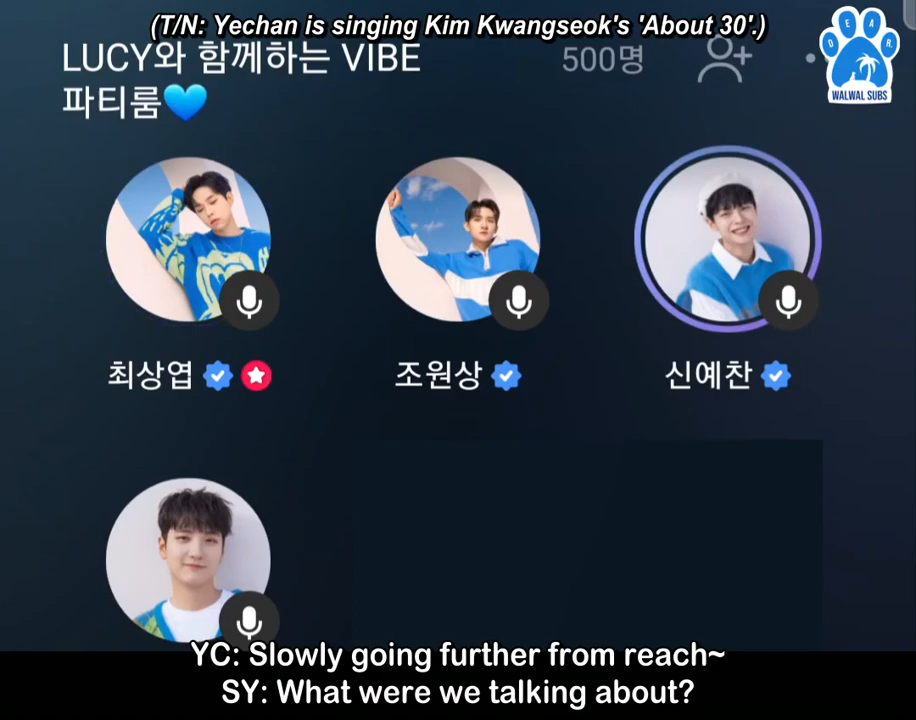 (T/N: Yechan is singing Kim Kwangseok's 'About 30'.)
LUCY와 함께하는 VIBE
파티룸💙
500명
DEAR.
WALWAL SUBS
최상엽
조원상
신예찬
YC: Slowly going further from reach~
SY: What were we talking about?